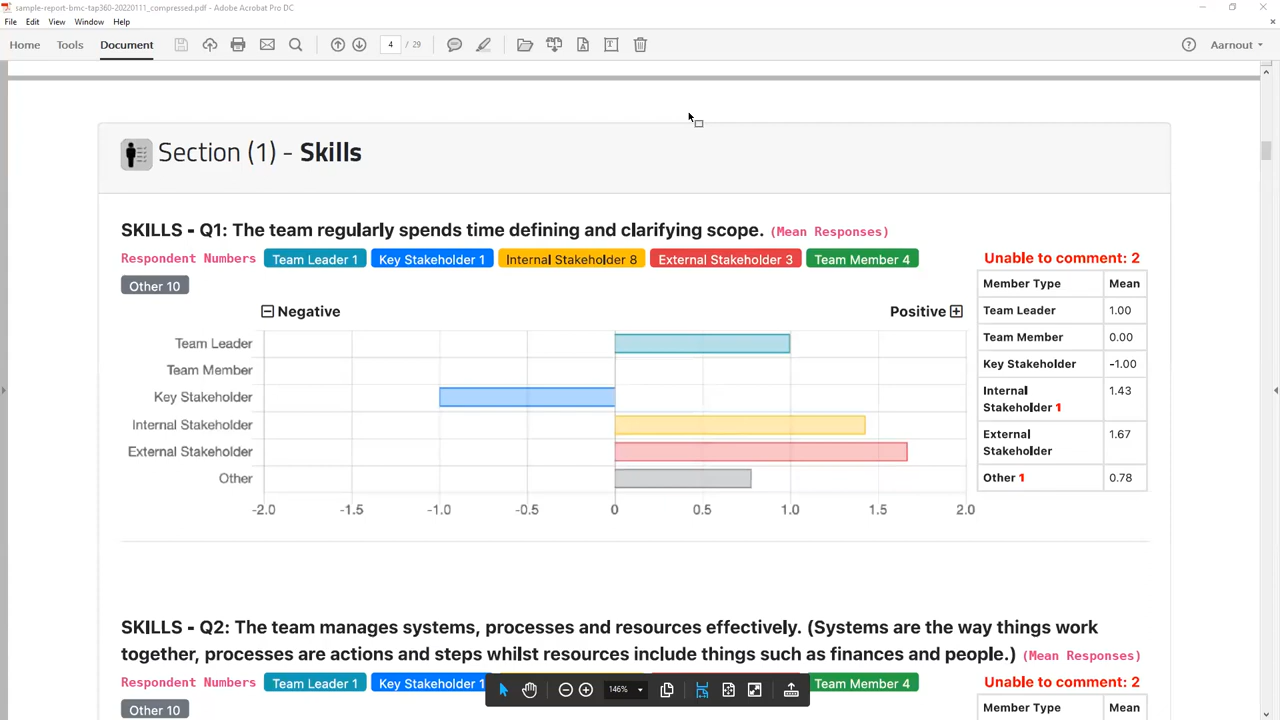 sample-report-bmc-tap360-20220111_compressed.pdf - Adobe Acrobat Pro DC
File Edit View Window Help
Home Tools Document 4 / 29 Aarnout
Section (1) - Skills
SKILLS - Q1: The team regularly spends time defining and clarifying scope. (Mean Responses)
Respondent Numbers Team Leader 1 Key Stakeholder 1 Internal Stakeholder 8 External Stakeholder 3 Team Member 4
Other 10
Unable to comment: 2
Negative Positive
Team Leader
Team Member
Key Stakeholder
Internal Stakeholder
External Stakeholder
Other
-2.0 -1.5 -1.0 -0.5 0 0.5 1.0 1.5 2.0
Member Type Mean
Team Leader 1.00
Team Member 0.00
Key Stakeholder -1.00
Internal 1.43
Stakeholder 1
External 1.67
Stakeholder
Other 1 0.78
SKILLS - Q2: The team manages systems, processes and resources effectively. (Systems are the way things work
together, processes are actions and steps whilst resources include things such as finances and people.) (Mean Responses)
Respondent Numbers Team Leader 1 Key Stakeholder 1 Team Member 4
Other 10
Unable to comment: 2
Member Type Mean
146%